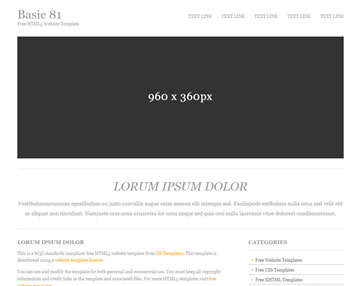 Basic 81
Free HTML5 Website Template
TEXT LINK TEXT LINK TEXT LINK TEXT LINK TEXT LINK
960 x 360px
LORUM IPSUM DOLOR
Vestibulumaccumsan egestibulum eu justo convallis augue estas aenean elit intesque sed. Facilispede estibulum nulla orna nisl velit elit
ac aliquat non tincidunt. Namjusto cras urna urnaretra lor urna neque sed quis orci nulla laoreet vitae doloreet condimentumst.
LORUM IPSUM DOLOR
This is a W3C standards compliant free HTML5 website template from OS Templates. This template is
distributed using a website template licence.
You can use and modify the template for both personal and commercial use. You must keep all copyright
information and credit links in the template and associated files. For more HTML5 templates visit free
website templates.
CATEGORIES
Free Website Templates
Free CSS Templates
Free XHTML Templates